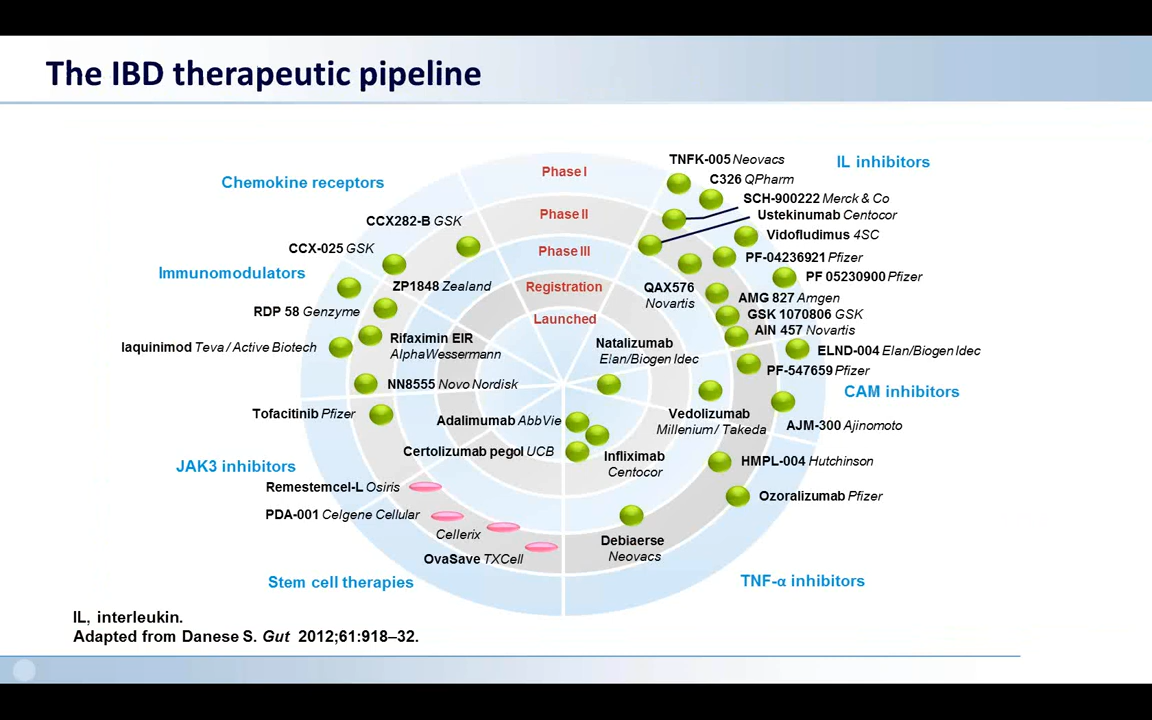 The IBD therapeutic pipeline
Phase I
Phase II
Phase III
Registration
Launched
Chemokine receptors
CCX282-B GSK
CCX-025 GSK
ZP1848 Zealand
Immunomodulators
RDP 58 Genzyme
Rifaximin EIR
AlphaWessermann
laquinimod Teva / Active Biotech
NN8555 Novo Nordisk
Tofacitinib Pfizer
JAK3 inhibitors
Remestemcel-L Osiris
PDA-001 Celgene Cellular
Cellerix
OvaSave TXCell
Stem cell therapies
TNFK-005 Neovacs
IL inhibitors
C326 QPharm
SCH-900222 Merck & Co
Ustekinumab Centocor
Vidofludimus 4SC
PF-04236921 Pfizer
PF 05230900 Pfizer
QAX576
Novartis
AMG 827 Amgen
GSK 1070806 GSK
AIN 457 Novartis
Natalizumab
Elan/Biogen Idec
ELND-004 Elan/Biogen Idec
PF-547659 Pfizer
CAM inhibitors
Vedolizumab
Millenium / Takeda
AJM-300 Ajinomoto
Adalimumab AbbVie
Certolizumab pegol UCB
Infliximab
Centocor
HMPL-004 Hutchinson
Ozoralizumab Pfizer
Debiaerse
Neovacs
TNF-α inhibitors
IL, interleukin.
Adapted from Danese S. Gut 2012;61:918–32.